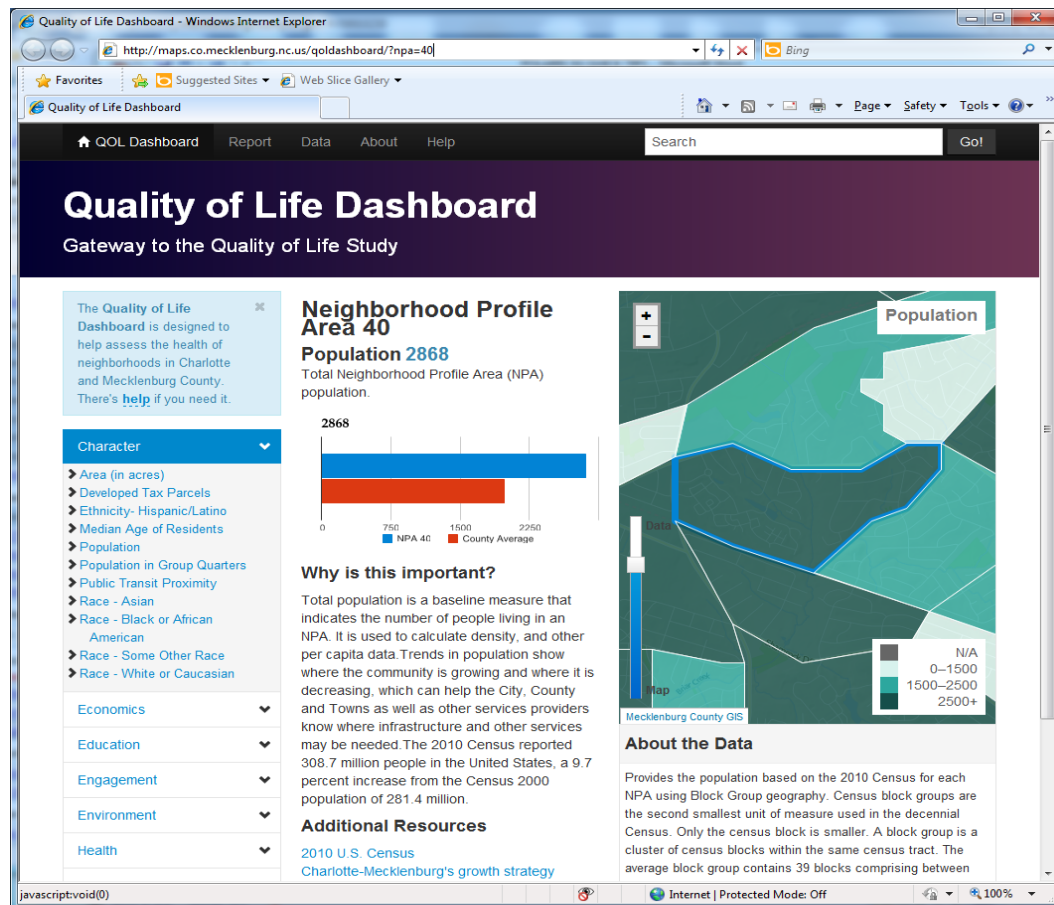 Quality of Life Dashboard - Windows Internet Explorer
http://maps.co.mecklenburg.nc.us/qoldashboard/?npa=40
Bing
Favorites
Suggested Sites
Web Slice Gallery
Quality of Life Dashboard
Page
Safety
Tools
QOL Dashboard
Report
Data
About
Help
Search
Go!
Quality of Life Dashboard
Gateway to the Quality of Life Study
The Quality of Life
Dashboard is designed to
help assess the health of
neighborhoods in Charlotte
and Mecklenburg County.
There's help if you need it.
Character
Area (in acres)
Developed Tax Parcels
Ethnicity- Hispanic/Latino
Median Age of Residents
Population
Population in Group Quarters
Public Transit Proximity
Race - Asian
Race - Black or African
American
Race - Some Other Race
Race - White or Caucasian
Economics
Education
Engagement
Environment
Health
Neighborhood Profile
Area 40
Population 2868
Total Neighborhood Profile Area (NPA)
population.
2868
0 750 1500 2250
NPA 40 County Average
Why is this important?
Total population is a baseline measure that
indicates the number of people living in an
NPA. It is used to calculate density, and other
per capita data.Trends in population show
where the community is growing and where it is
decreasing, which can help the City, County
and Towns as well as other services providers
know where infrastructure and other services
may be needed.The 2010 Census reported
308.7 million people in the United States, a 9.7
percent increase from the Census 2000
population of 281.4 million.
Additional Resources
2010 U.S. Census
Charlotte-Mecklenburg's growth strategy
+
-
Population
Data
Map
N/A
0–1500
1500–2500
2500+
Mecklenburg County GIS
About the Data
Provides the population based on the 2010 Census for each
NPA using Block Group geography. Census block groups are
the second smallest unit of measure used in the decennial
Census. Only the census block is smaller. A block group is a
cluster of census blocks within the same census tract. The
average block group contains 39 blocks comprising between
javascript:void(0)
Internet | Protected Mode: Off
100%